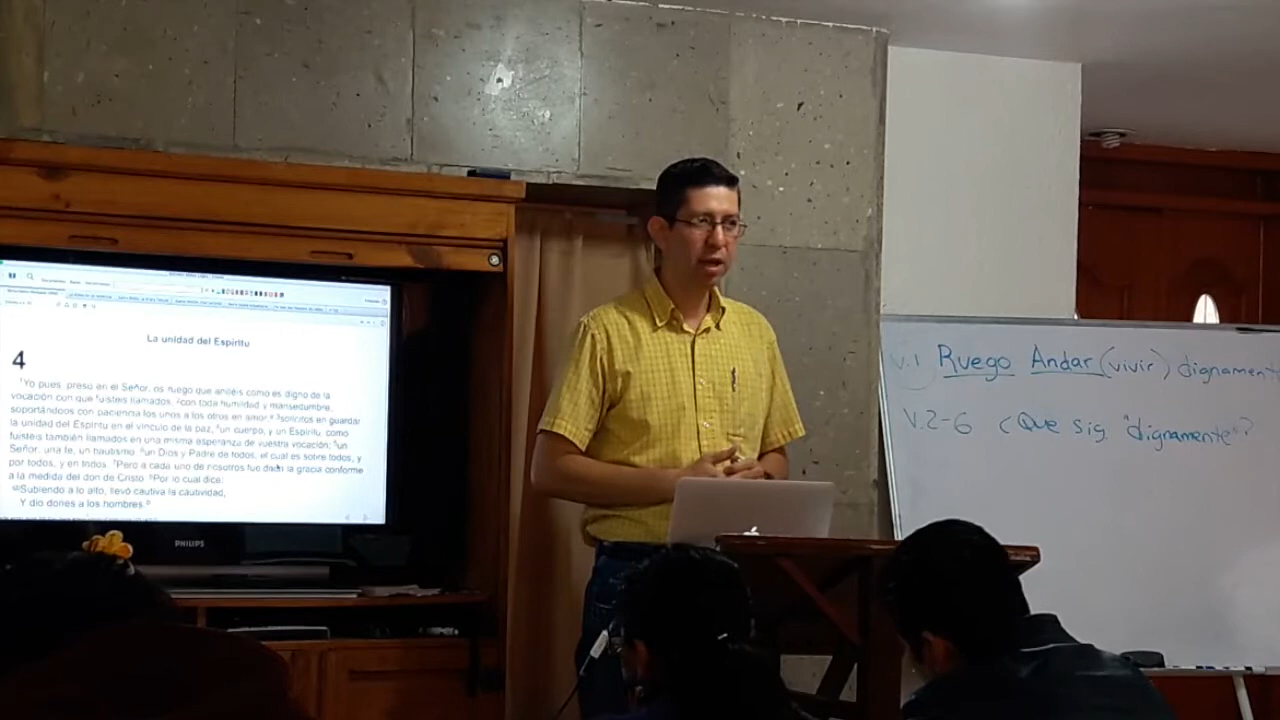 La unidad del Espíritu
4
1Yo pues, preso en el Señor, os ruego que andéis como es digno de la
vocación con que fuisteis llamados, 2con toda humildad y mansedumbre,
soportándoos con paciencia los unos a los otros en amor, 3solícitos en guardar
la unidad del Espíritu en el vínculo de la paz; 4un cuerpo, y un Espíritu, como
fuisteis también llamados en una misma esperanza de vuestra vocación; 5un
Señor, una fe, un bautismo, 6un Dios y Padre de todos, el cual es sobre todos, y
por todos, y en todos. 7Pero a cada uno de nosotros fue dada la gracia conforme
a la medida del don de Cristo. 8Por lo cual dice:
Subiendo a lo alto, llevó cautiva la cautividad,
Y dio dones a los hombres.
PHILIPS
V.1 Ruego Andar (vivir) dignament
V.2-6 ¿Que sig. "dignamente"?